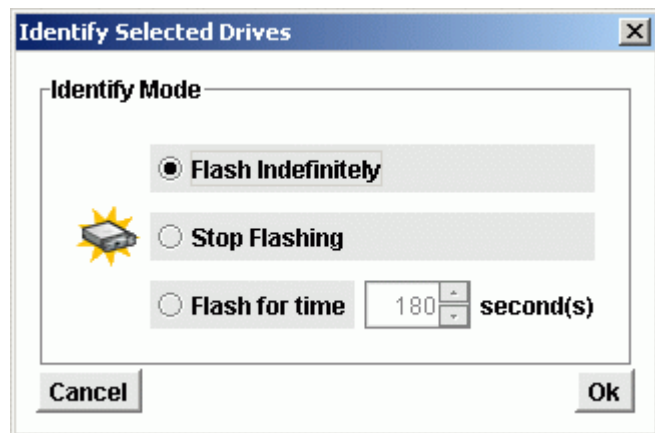 Identify Selected Drives
Identify Mode
Flash Indefinitely
Stop Flashing
Flash for time 180 second(s)
Cancel Ok